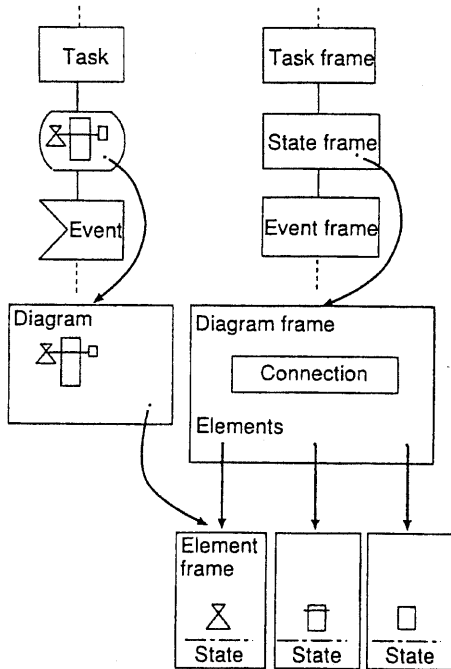 Task
Task frame
State frame
Event
Event frame
Diagram
Diagram frame
Connection
Elements
Element
frame
State
State
State